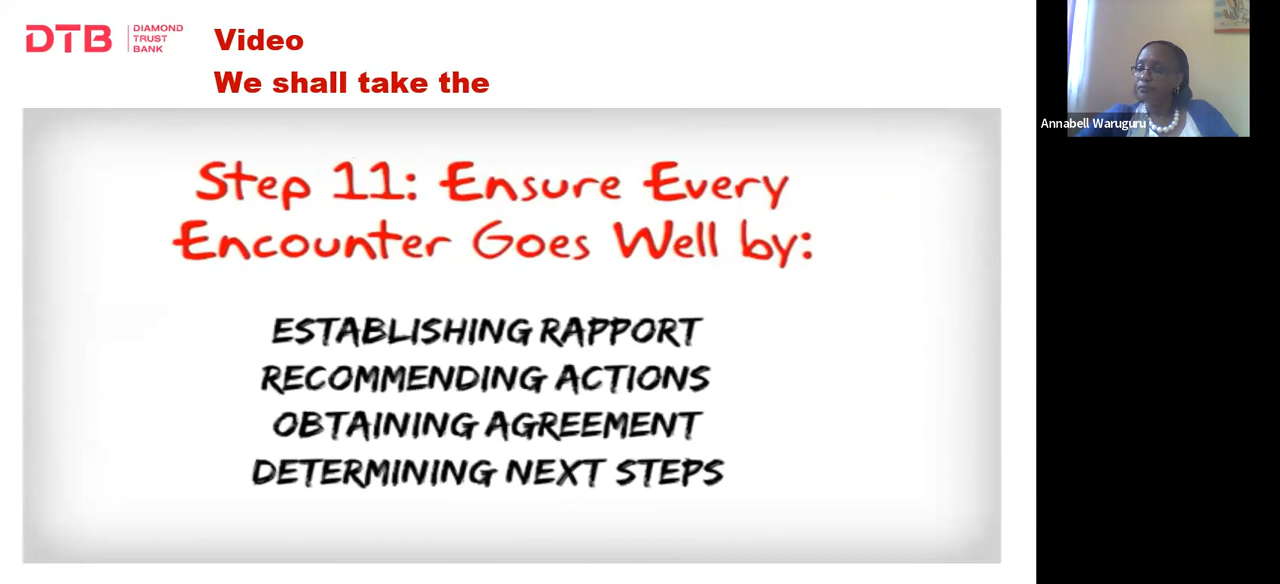 DTB
DIAMOND
TRUST
BANK
Video
We shall take the
Step 11: Ensure Every
Encounter Goes Well by:
ESTABLISHING RAPPORT
RECOMMENDING ACTIONS
OBTAINING AGREEMENT
DETERMINING NEXT STEPS
Annabell Waruguru